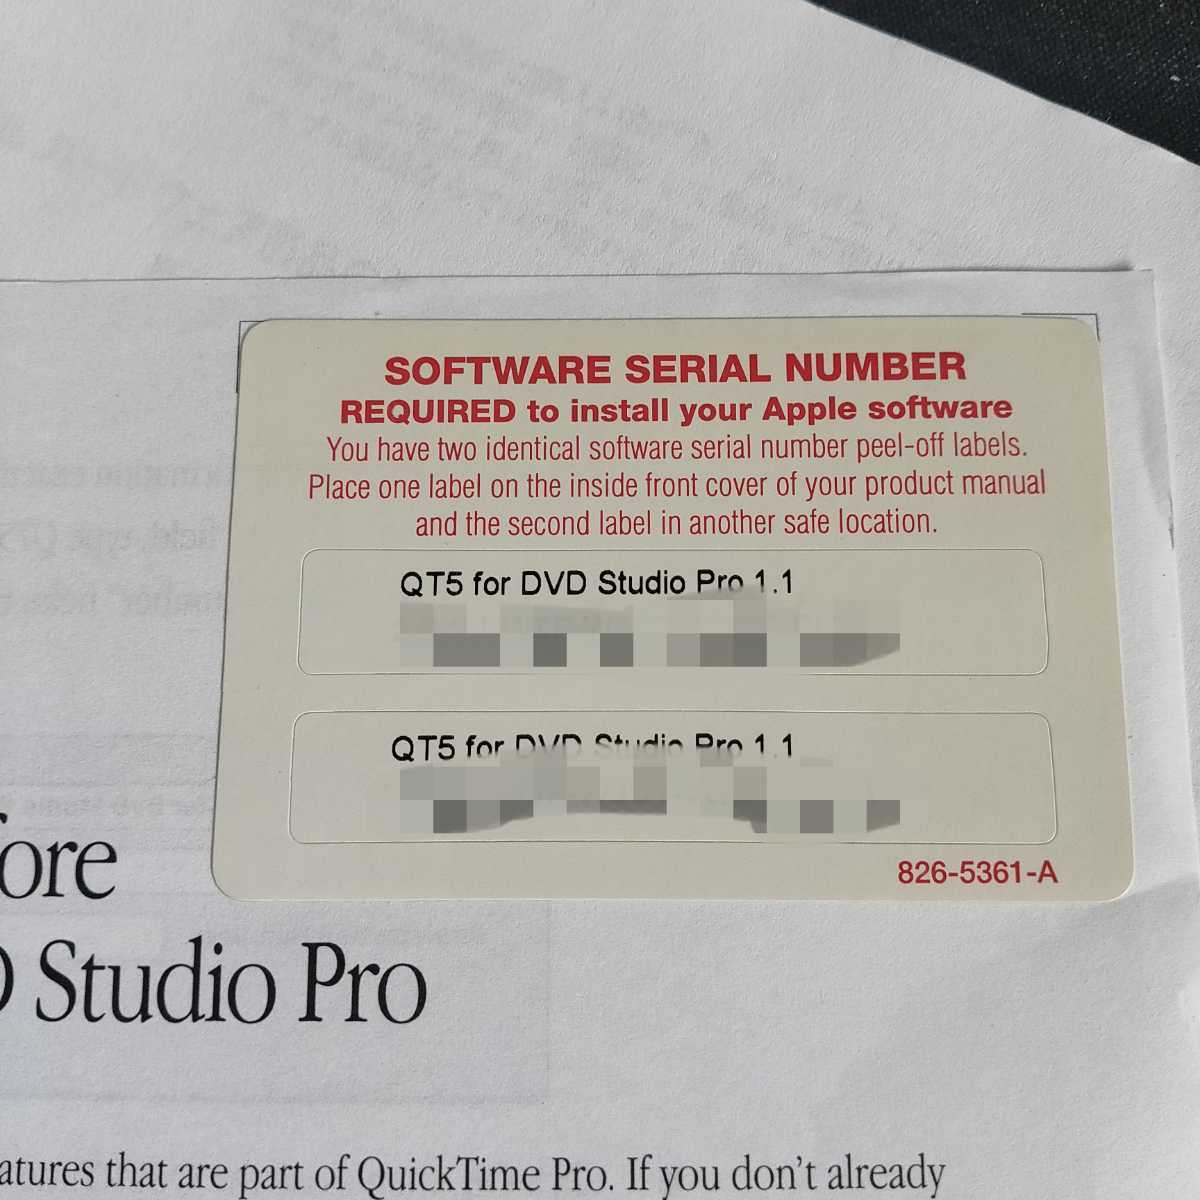 SOFTWARE SERIAL NUMBER
REQUIRED to install your Apple software
You have two identical software serial number peel-off labels.
Place one label on the inside front cover of your product manual
and the second label in another safe location.
QT5 for DVD Studio Pro 1.1
QT5 for DVD Studio Pro 1.1
826-5361-A
fore
D Studio Pro
atures that are part of QuickTime Pro. If you don't already